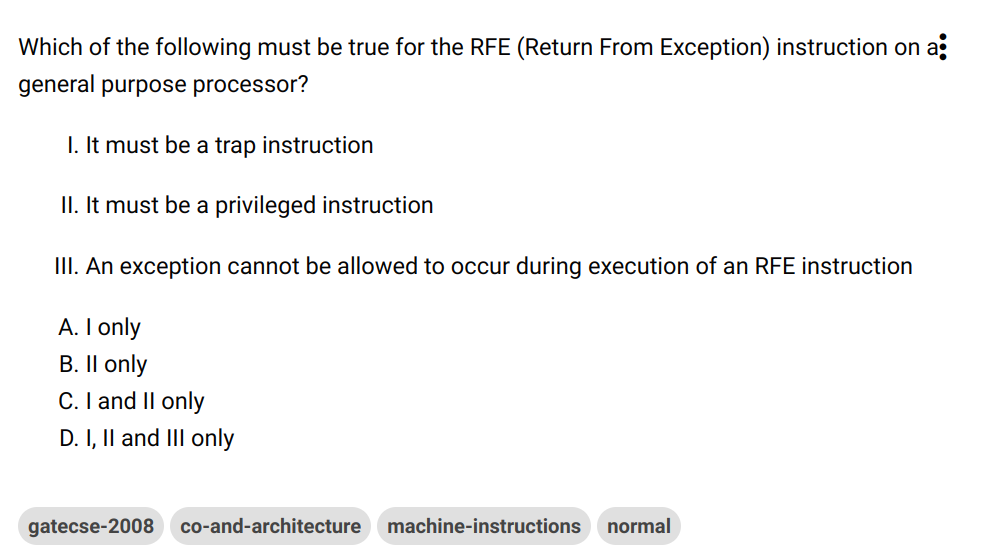 Which of the following must be true for the RFE (Return From Exception) instruction on a
general purpose processor?
I. It must be a trap instruction
II. It must be a privileged instruction
III. An exception cannot be allowed to occur during execution of an RFE instruction
A. I only
B. II only
C. I and II only
D. I, II and III only
gatecse-2008 co-and-architecture machine-instructions normal